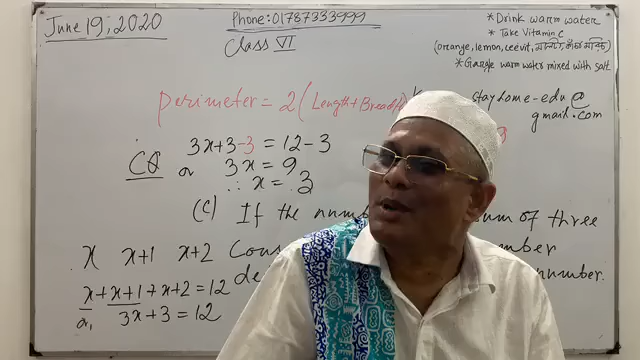 June 19, 2020
Phone: 01787333999
Class VI
* Drink warm water
* Take Vitamin C
(orange, lemon, ceevit,
* Gargle warm water mixed with salt
Perimeter = 2 (Length + Breadth)
stayhome-edu@
gmail.com
3x+3-3 = 12-3
CQ or 3x = 9
∴ x = 3
(c) If the number sum of three
x x+1 x+2 Cons mber
x + x+1 + x+2 = 12 de number.
or, 3x+3 = 12